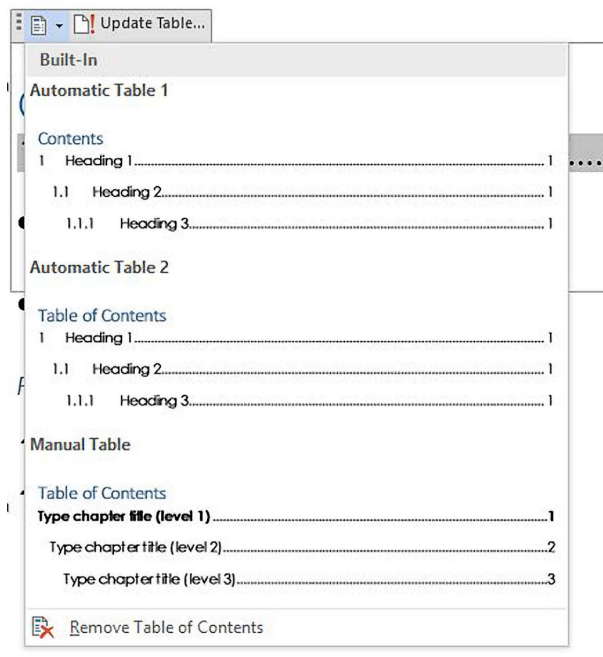 Update Table...
Built-In
Automatic Table 1
Contents
1 Heading 1........................................ 1
1.1 Heading 2........................................ 1
1.1.1 Heading 3........................................ 1
Automatic Table 2
Table of Contents
1 Heading 1........................................ 1
1.1 Heading 2........................................ 1
1.1.1 Heading 3........................................ 1
Manual Table
Table of Contents
Type chapter title (level 1)........................................1
Type chapter title (level 2)........................................2
Type chapter title (level 3)........................................3
Remove Table of Contents